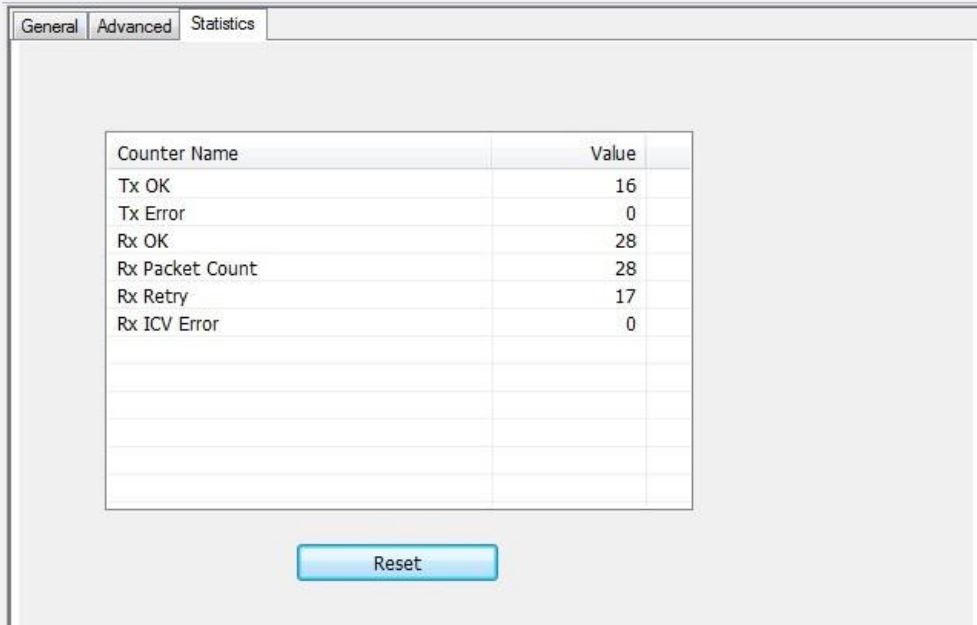 General Advanced Statistics
Counter Name Value
Tx OK 16
Tx Error 0
Rx OK 28
Rx Packet Count 28
Rx Retry 17
Rx ICV Error 0
Reset